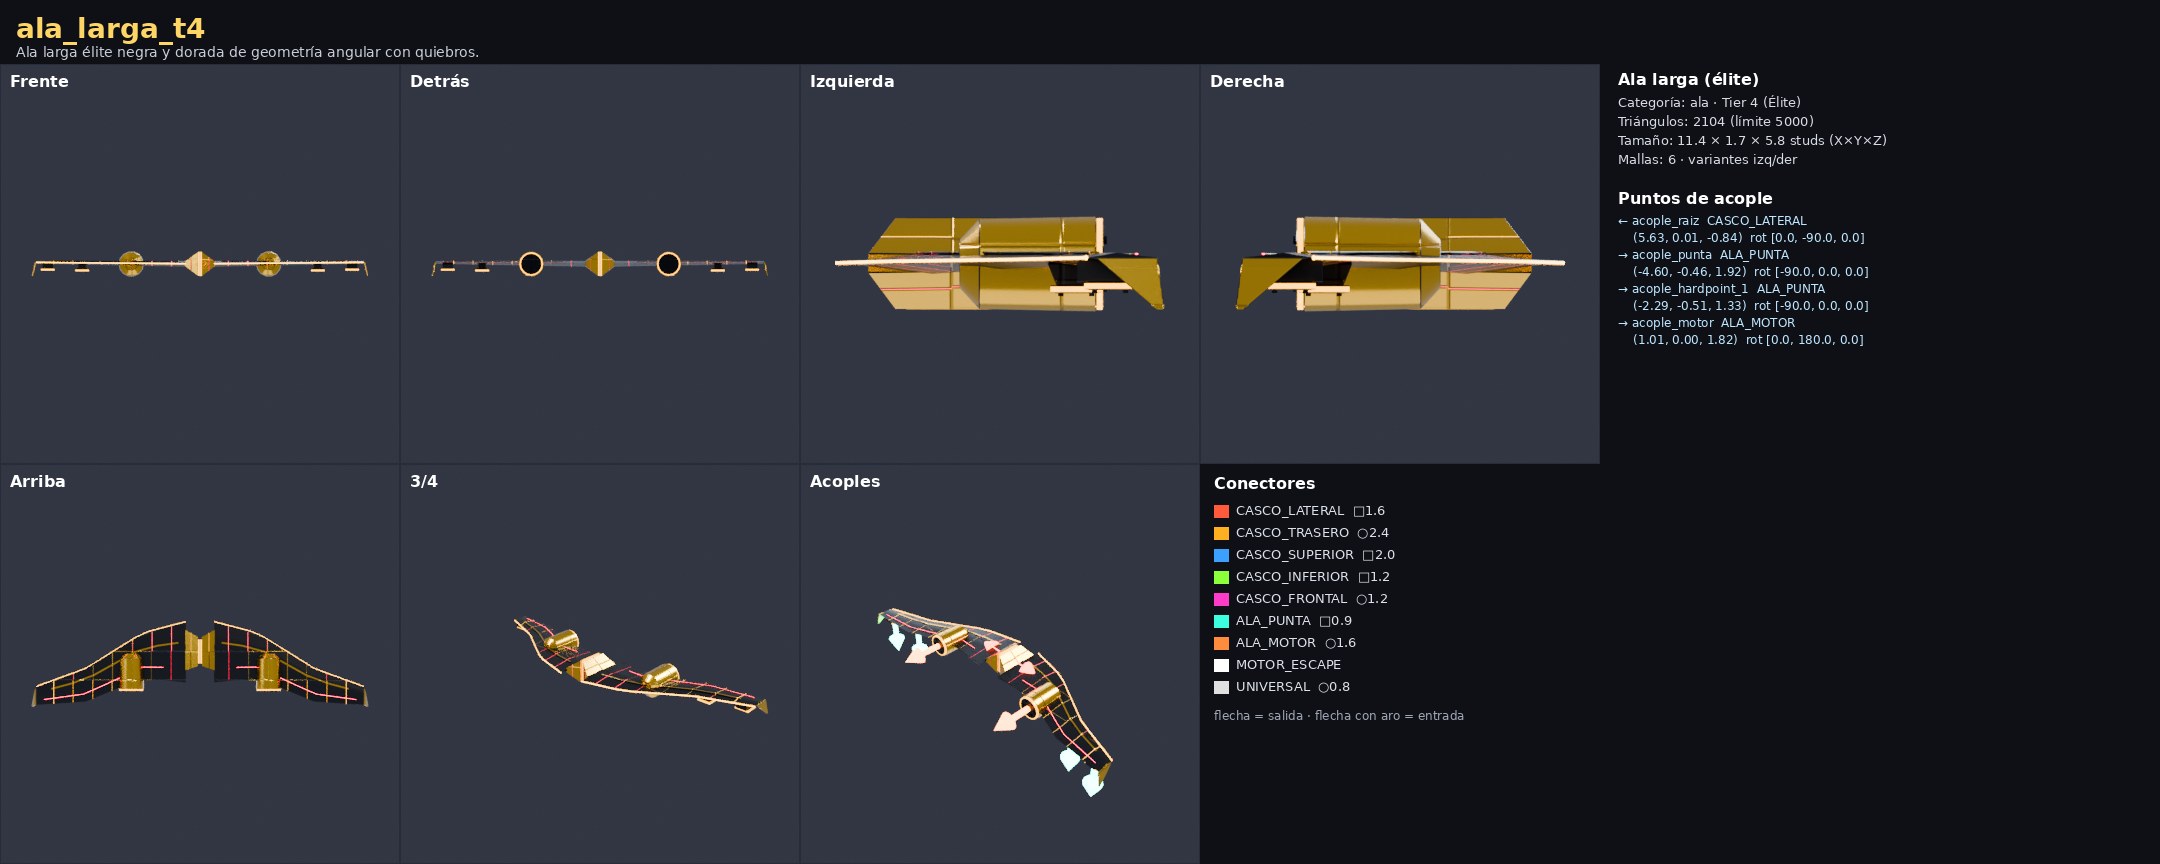 ala_larga_t4
Ala larga élite negra y dorada de geometría angular con quiebros.
Frente
Detrás
Izquierda
Derecha
Ala larga (élite)
Categoría: ala · Tier 4 (Élite)
Triángulos: 2104 (límite 5000)
Tamaño: 11.4 × 1.7 × 5.8 studs (X×Y×Z)
Mallas: 6 · variantes izq/der
Puntos de acople
← acople_raiz  CASCO_LATERAL
(5.63, 0.01, -0.84)  rot [0.0, -90.0, 0.0]
→ acople_punta  ALA_PUNTA
(-4.60, -0.46, 1.92)  rot [-90.0, 0.0, 0.0]
→ acople_hardpoint_1  ALA_PUNTA
(-2.29, -0.51, 1.33)  rot [-90.0, 0.0, 0.0]
→ acople_motor  ALA_MOTOR
(1.01, 0.00, 1.82)  rot [0.0, 180.0, 0.0]
Arriba
3/4
Acoples
Conectores
CASCO_LATERAL  □1.6
CASCO_TRASERO  ○2.4
CASCO_SUPERIOR  □2.0
CASCO_INFERIOR  □1.2
CASCO_FRONTAL  ○1.2
ALA_PUNTA  □0.9
ALA_MOTOR  ○1.6
MOTOR_ESCAPE
UNIVERSAL  ○0.8
flecha = salida · flecha con aro = entrada